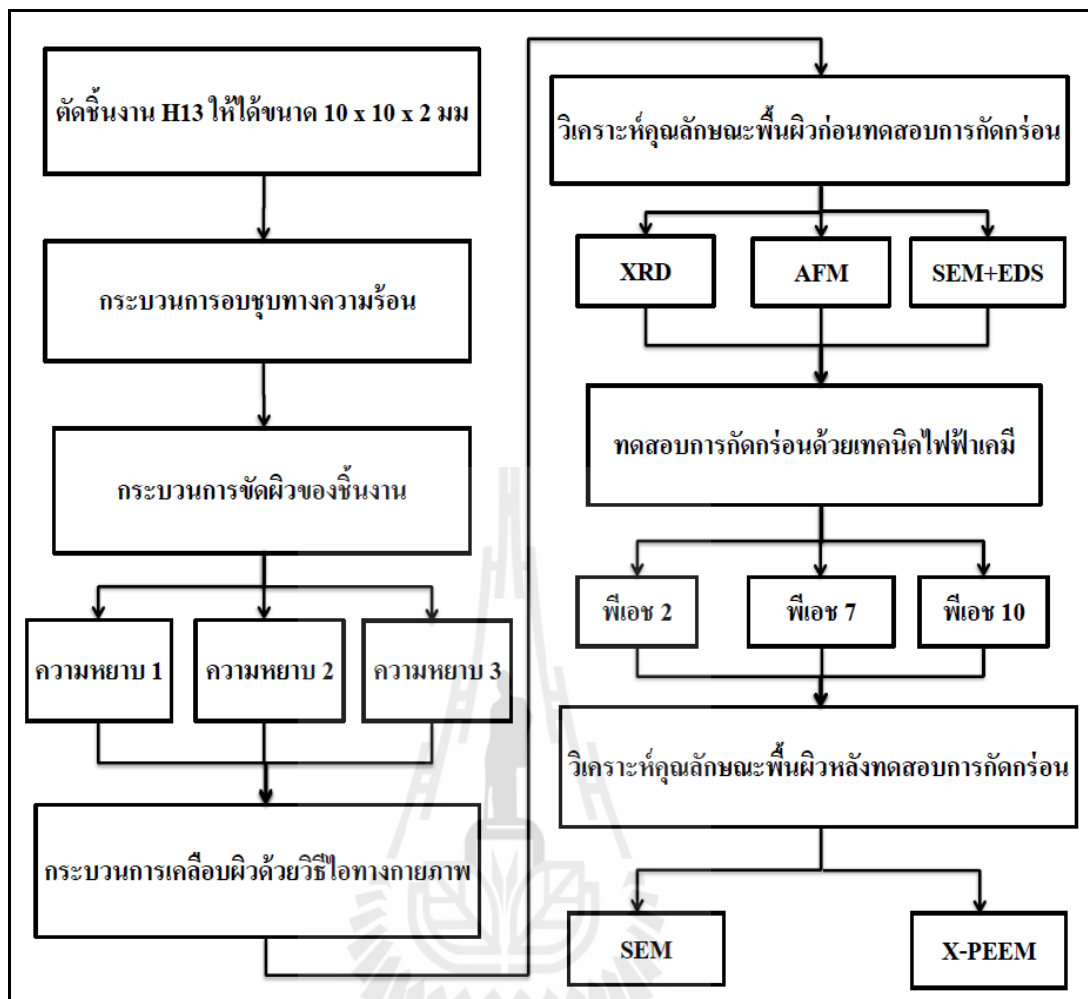 ตัดชิ้นงาน H13 ให้ได้ขนาด 10 x 10 x 2 มม
กระบวนการอบชุบทางความร้อน
กระบวนการขัดผิวของชิ้นงาน
ความหยาบ 1
ความหยาบ 2
ความหยาบ 3
กระบวนการเคลือบผิวด้วยวิธีไอทางกายภาพ
วิเคราะห์คุณลักษณะพื้นผิวก่อนทดสอบการกัดกร่อน
XRD
AFM
SEM+EDS
ทดสอบการกัดกร่อนด้วยเทคนิคไฟฟ้าเคมี
พีเอช 2
พีเอช 7
พีเอช 10
วิเคราะห์คุณลักษณะพื้นผิวหลังทดสอบการกัดกร่อน
SEM
X-PEEM